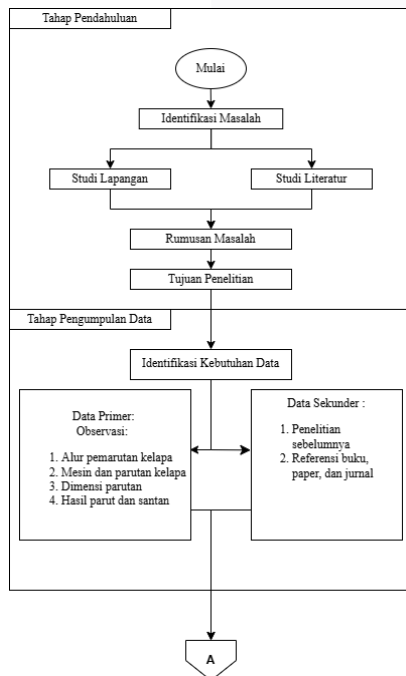 Tahap Pendahuluan
Mulai
Identifikasi Masalah
Studi Lapangan
Studi Literatur
Rumusan Masalah
Tujuan Penelitian
Tahap Pengumpulan Data
Identifikasi Kebutuhan Data
Data Primer:
Observasi:
1. Alur pemarutan kelapa
2. Mesin dan parutan kelapa
3. Dimensi parutan
4. Hasil parut dan santan
Data Sekunder :
1. Penelitian
sebelumnya
2. Referensi buku,
paper, dan jurnal
A